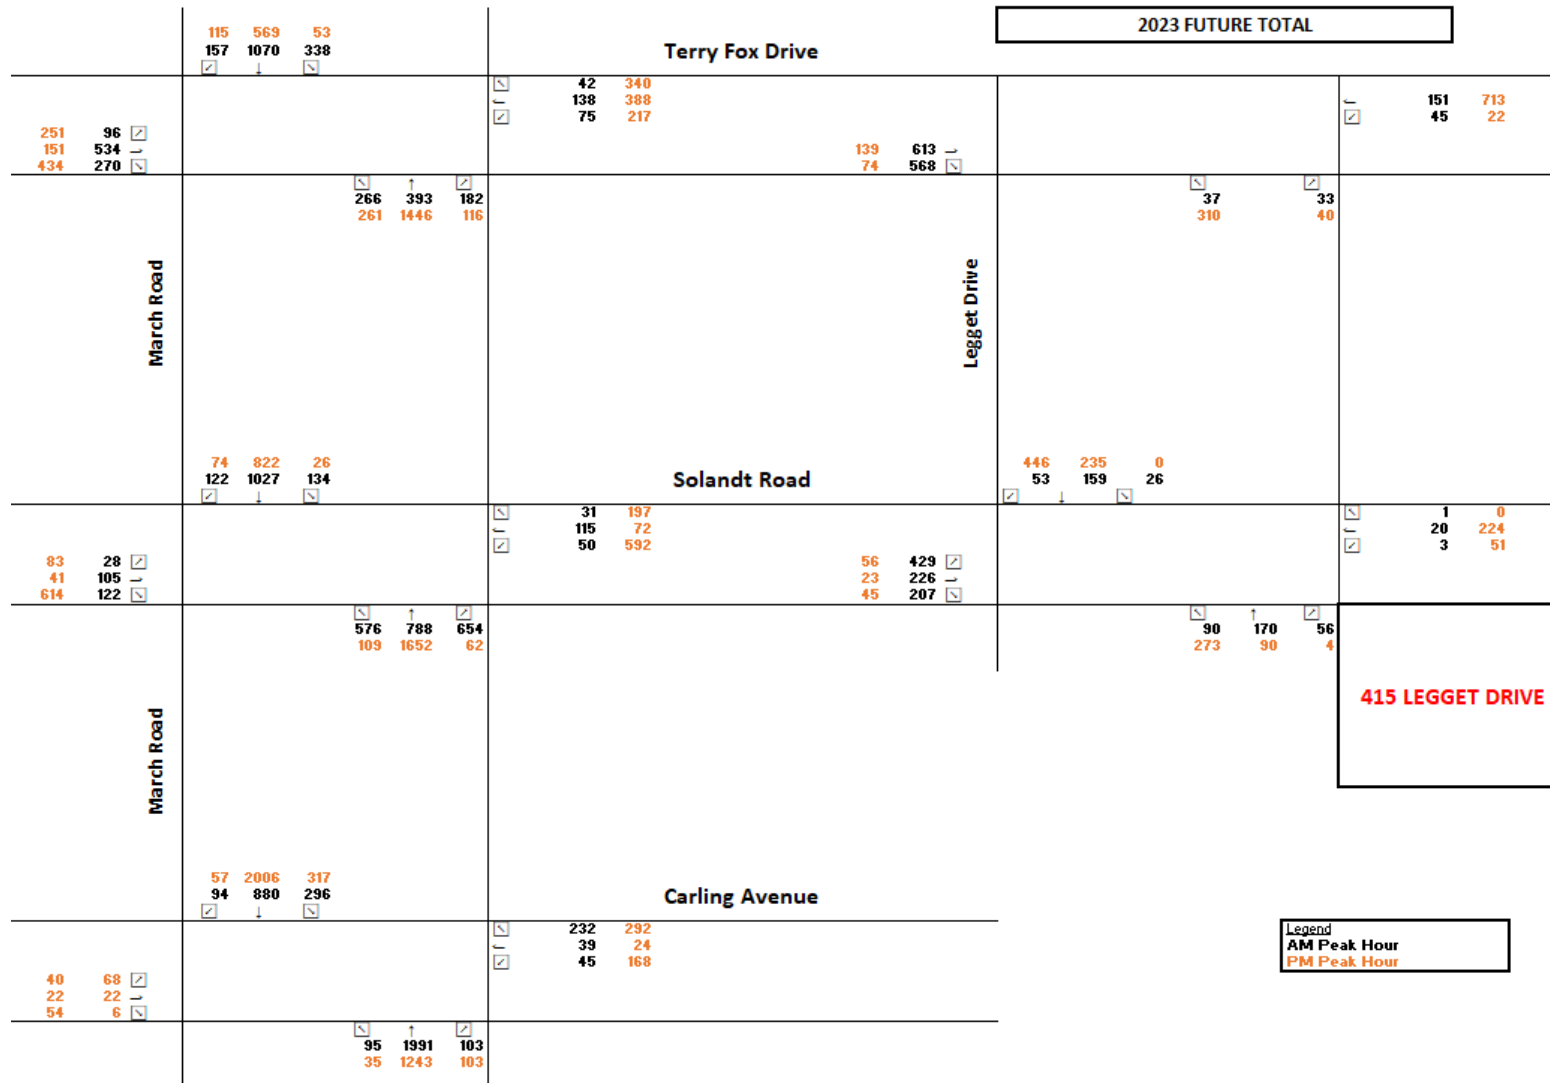 2023 FUTURE TOTAL
115 569 53
157 1070 338
Terry Fox Drive
42 340
138 388
75 217
151 713
45 22
251 96
151 534
434 270
139 613
74 568
266 393 182
261 1446 116
37 33
310 40
March Road
Legget Drive
74 822 26
122 1027 134
Solandt Road
446 235 0
53 159 26
31 197
115 72
50 592
1 0
20 224
3 51
83 28
41 105
614 122
56 429
23 226
45 207
576 788 654
109 1652 62
90 170 56
273 90 4
415 LEGGET DRIVE
March Road
57 2006 317
94 880 296
Carling Avenue
232 292
39 24
45 168
Legend
AM Peak Hour
PM Peak Hour
40 68
22 22
54 6
95 1991 103
35 1243 103